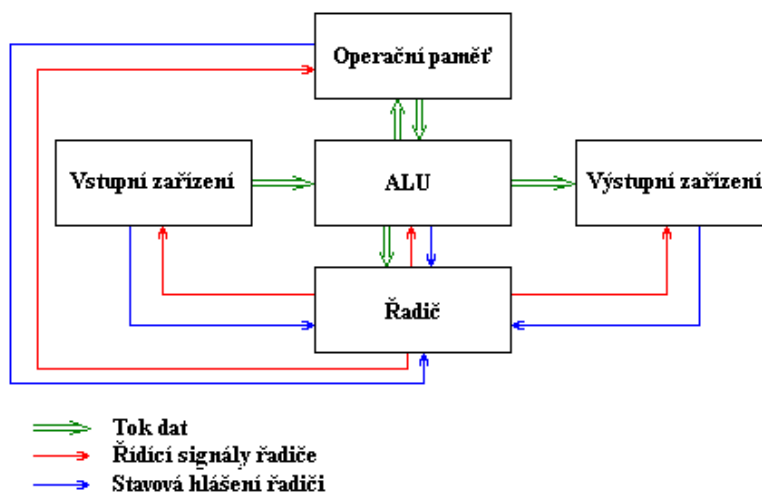 Operační paměť
Vstupní zařízení
ALU
Výstupní zařízení
Řadič
Tok dat
Řídící signály řadiče
Stavová hlášení řadiči